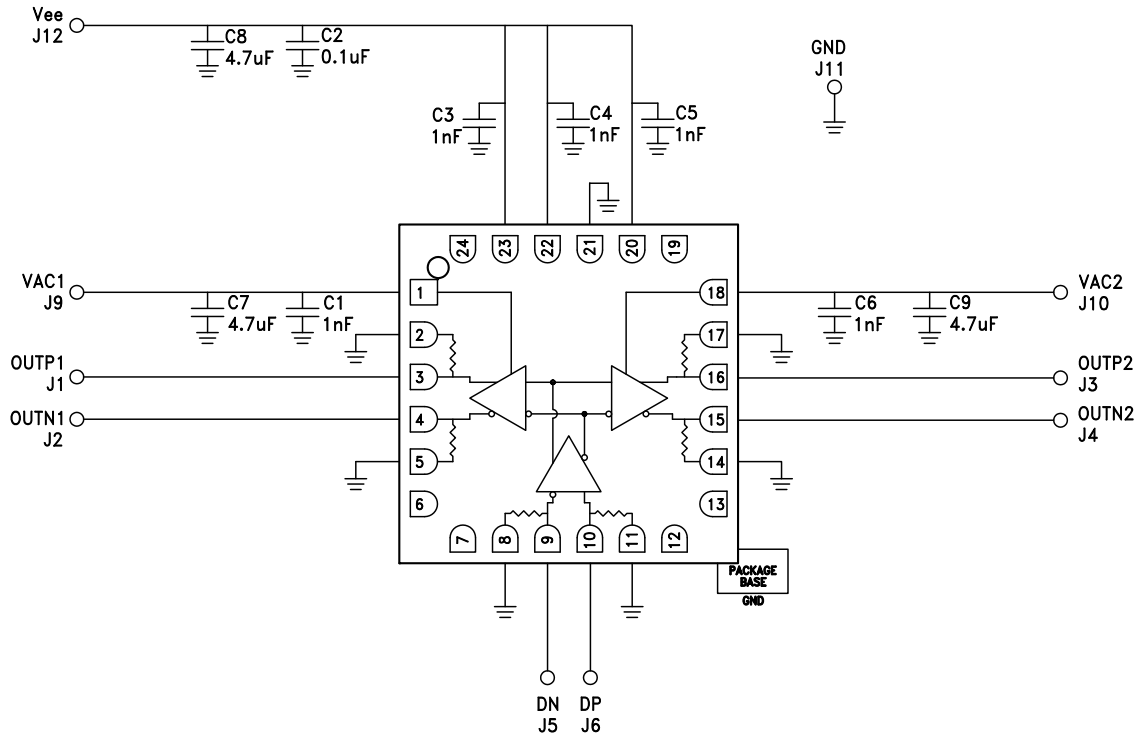 Vee
J12
C8
4.7uF
C2
0.1uF
GND
J11
C3
1nF
C4
1nF
C5
1nF
24
23
22
21
20
19
VAC1
J9
C7
4.7uF
C1
1nF
1
18
C6
1nF
C9
4.7uF
VAC2
J10
2
17
OUTP1
J1
3
16
OUTP2
J3
OUTN1
J2
4
15
OUTN2
J4
5
14
6
13
7
8
9
10
11
12
PACKAGE
BASE
GND
DN
J5
DP
J6